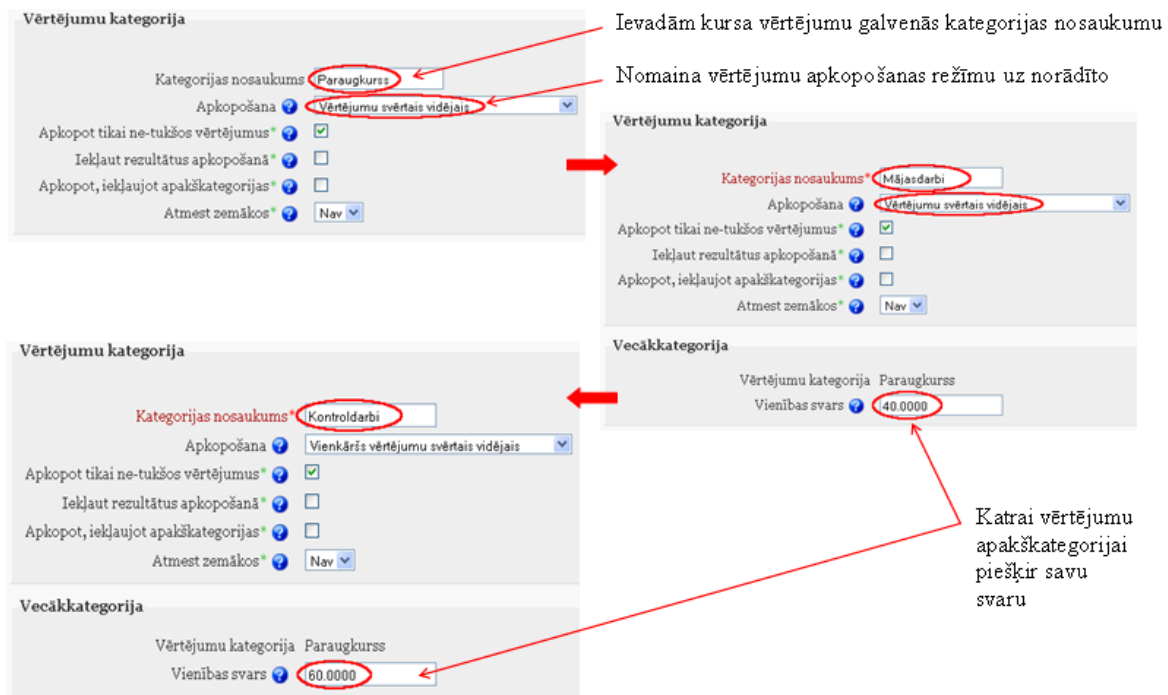 Vērtējumu kategorija
Kategorijas nosaukums Paraugkurss
Apkopošana Vērtējumu svērtais vidējais
Apkopot tikai ne-tukšos vērtējumus*
Iekļaut rezultātus apkopošanā*
Apkopot, iekļaujot apakškategorijas*
Atmest zemākos* Nav
Ievadām kursa vērtējumu galvenās kategorijas nosaukumu
Nomaina vērtējumu apkopošanas režīmu uz norādīto
Vērtējumu kategorija
Kategorijas nosaukums* Mājasdarbi
Apkopošana Vērtējumu svērtais vidējais
Apkopot tikai ne-tukšos vērtējumus*
Iekļaut rezultātus apkopošanā*
Apkopot, iekļaujot apakškategorijas*
Atmest zemākos* Nav
Vecākkategorija
Vērtējumu kategorija Paraugkurss
Vienības svars 40.0000
Vērtējumu kategorija
Kategorijas nosaukums* Kontroldarbi
Apkopošana Vienkāršs vērtējumu svērtais vidējais
Apkopot tikai ne-tukšos vērtējumus*
Iekļaut rezultātus apkopošanā*
Apkopot, iekļaujot apakškategorijas*
Atmest zemākos* Nav
Vecākkategorija
Vērtējumu kategorija Paraugkurss
Vienības svars 60.0000
Katrai vērtējumu
apakškategorijai
piešķir savu
svaru